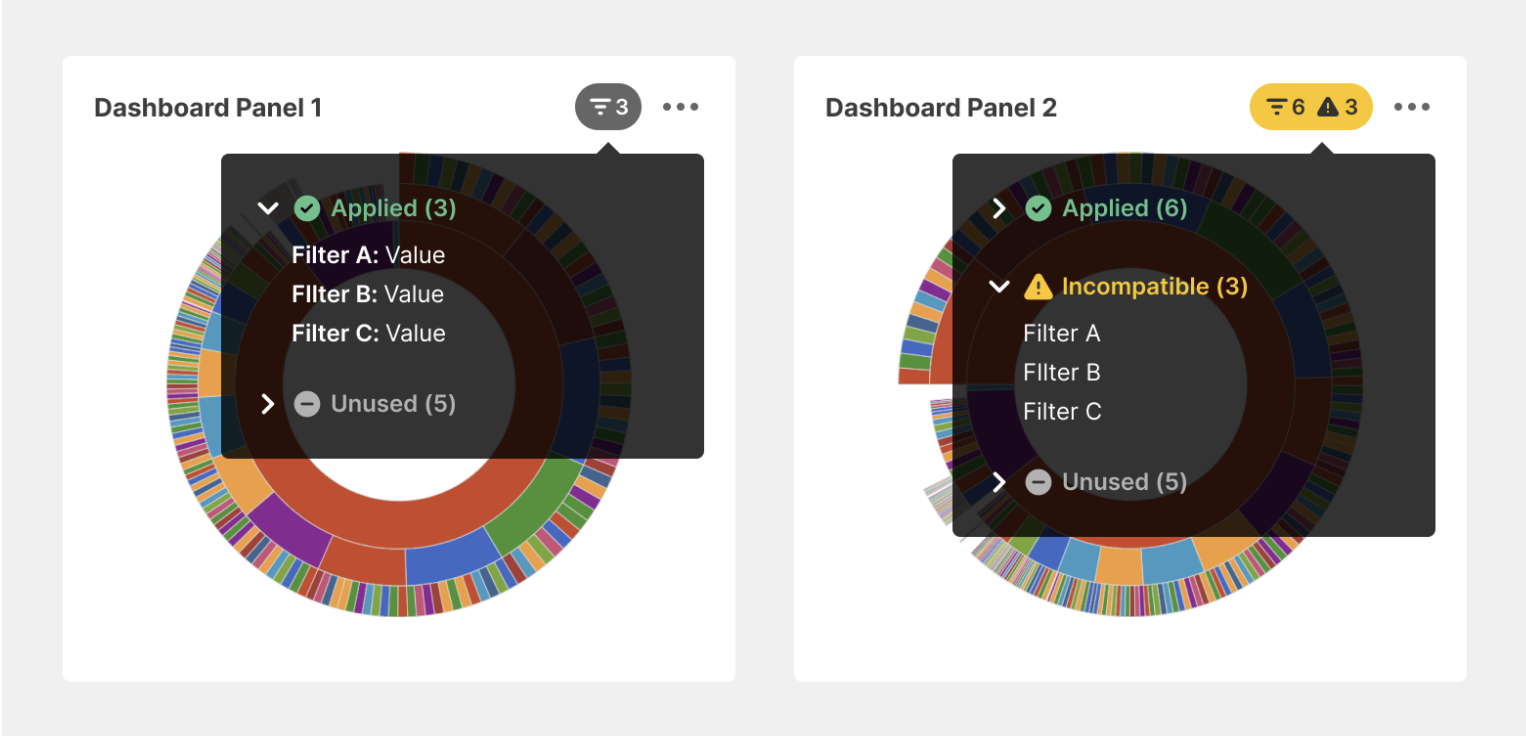 Dashboard Panel 1
3
Applied (3)
Filter A: Value
FIlter B: Value
Filter C: Value
Unused (5)
Dashboard Panel 2
6 3
Applied (6)
Incompatible (3)
Filter A
FIlter B
Filter C
Unused (5)